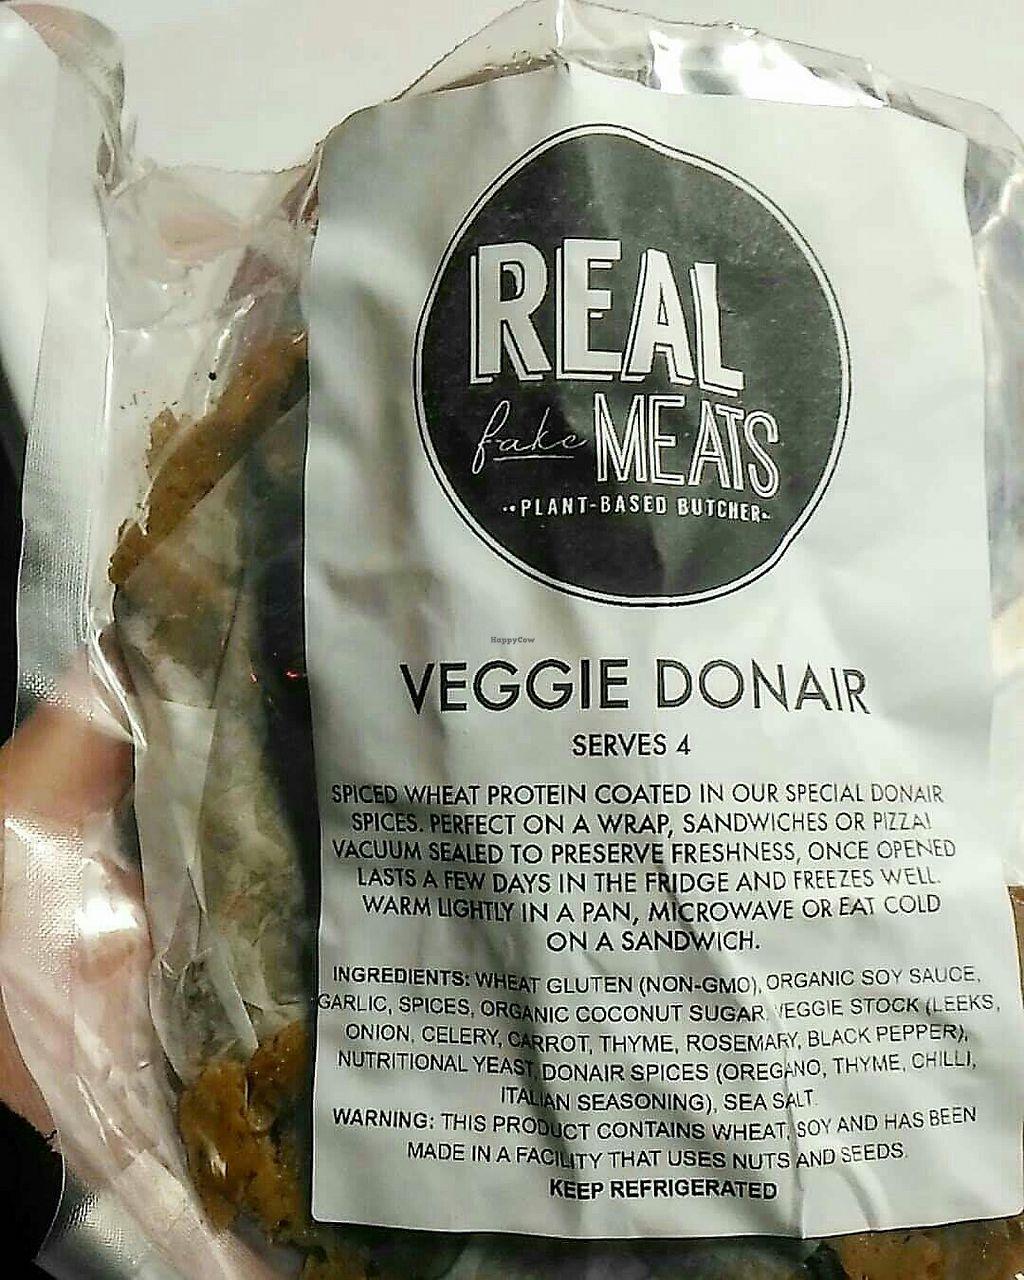 REAL
fake MEATS
PLANT-BASED BUTCHER
HappyCow
VEGGIE DONAIR
SERVES 4
SPICED WHEAT PROTEIN COATED IN OUR SPECIAL DONAIR
SPICES. PERFECT ON A WRAP, SANDWICHES OR PIZZA!
VACUUM SEALED TO PRESERVE FRESHNESS, ONCE OPENED
LASTS A FEW DAYS IN THE FRIDGE AND FREEZES WELL.
WARM LIGHTLY IN A PAN, MICROWAVE OR EAT COLD
ON A SANDWICH.
INGREDIENTS: WHEAT GLUTEN (NON-GMO), ORGANIC SOY SAUCE,
GARLIC, SPICES, ORGANIC COCONUT SUGAR, VEGGIE STOCK (LEEKS,
ONION, CELERY, CARROT, THYME, ROSEMARY, BLACK PEPPER),
NUTRITIONAL YEAST, DONAIR SPICES (OREGANO, THYME, CHILLI,
ITALIAN SEASONING), SEA SALT.
WARNING: THIS PRODUCT CONTAINS WHEAT, SOY AND HAS BEEN
MADE IN A FACILITY THAT USES NUTS AND SEEDS.
KEEP REFRIGERATED